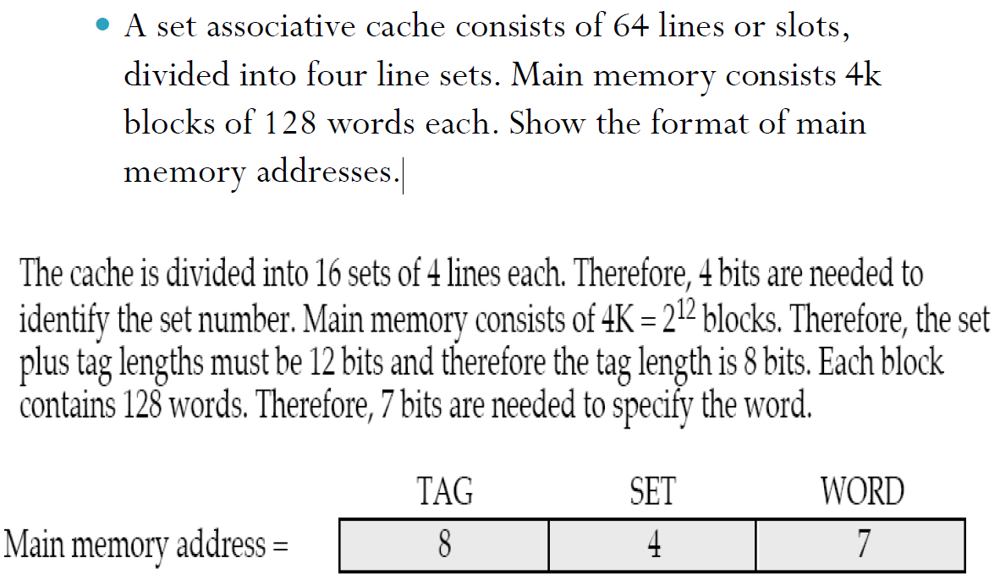 • A set associative cache consists of 64 lines or slots,
divided into four line sets. Main memory consists 4k
blocks of 128 words each. Show the format of main
memory addresses.
The cache is divided into 16 sets of 4 lines each. Therefore, 4 bits are needed to
identify the set number. Main memory consists of 4K = 2¹² blocks. Therefore, the set
plus tag lengths must be 12 bits and therefore the tag length is 8 bits. Each block
contains 128 words. Therefore, 7 bits are needed to specify the word.
TAG SET WORD
Main memory address = 8 4 7